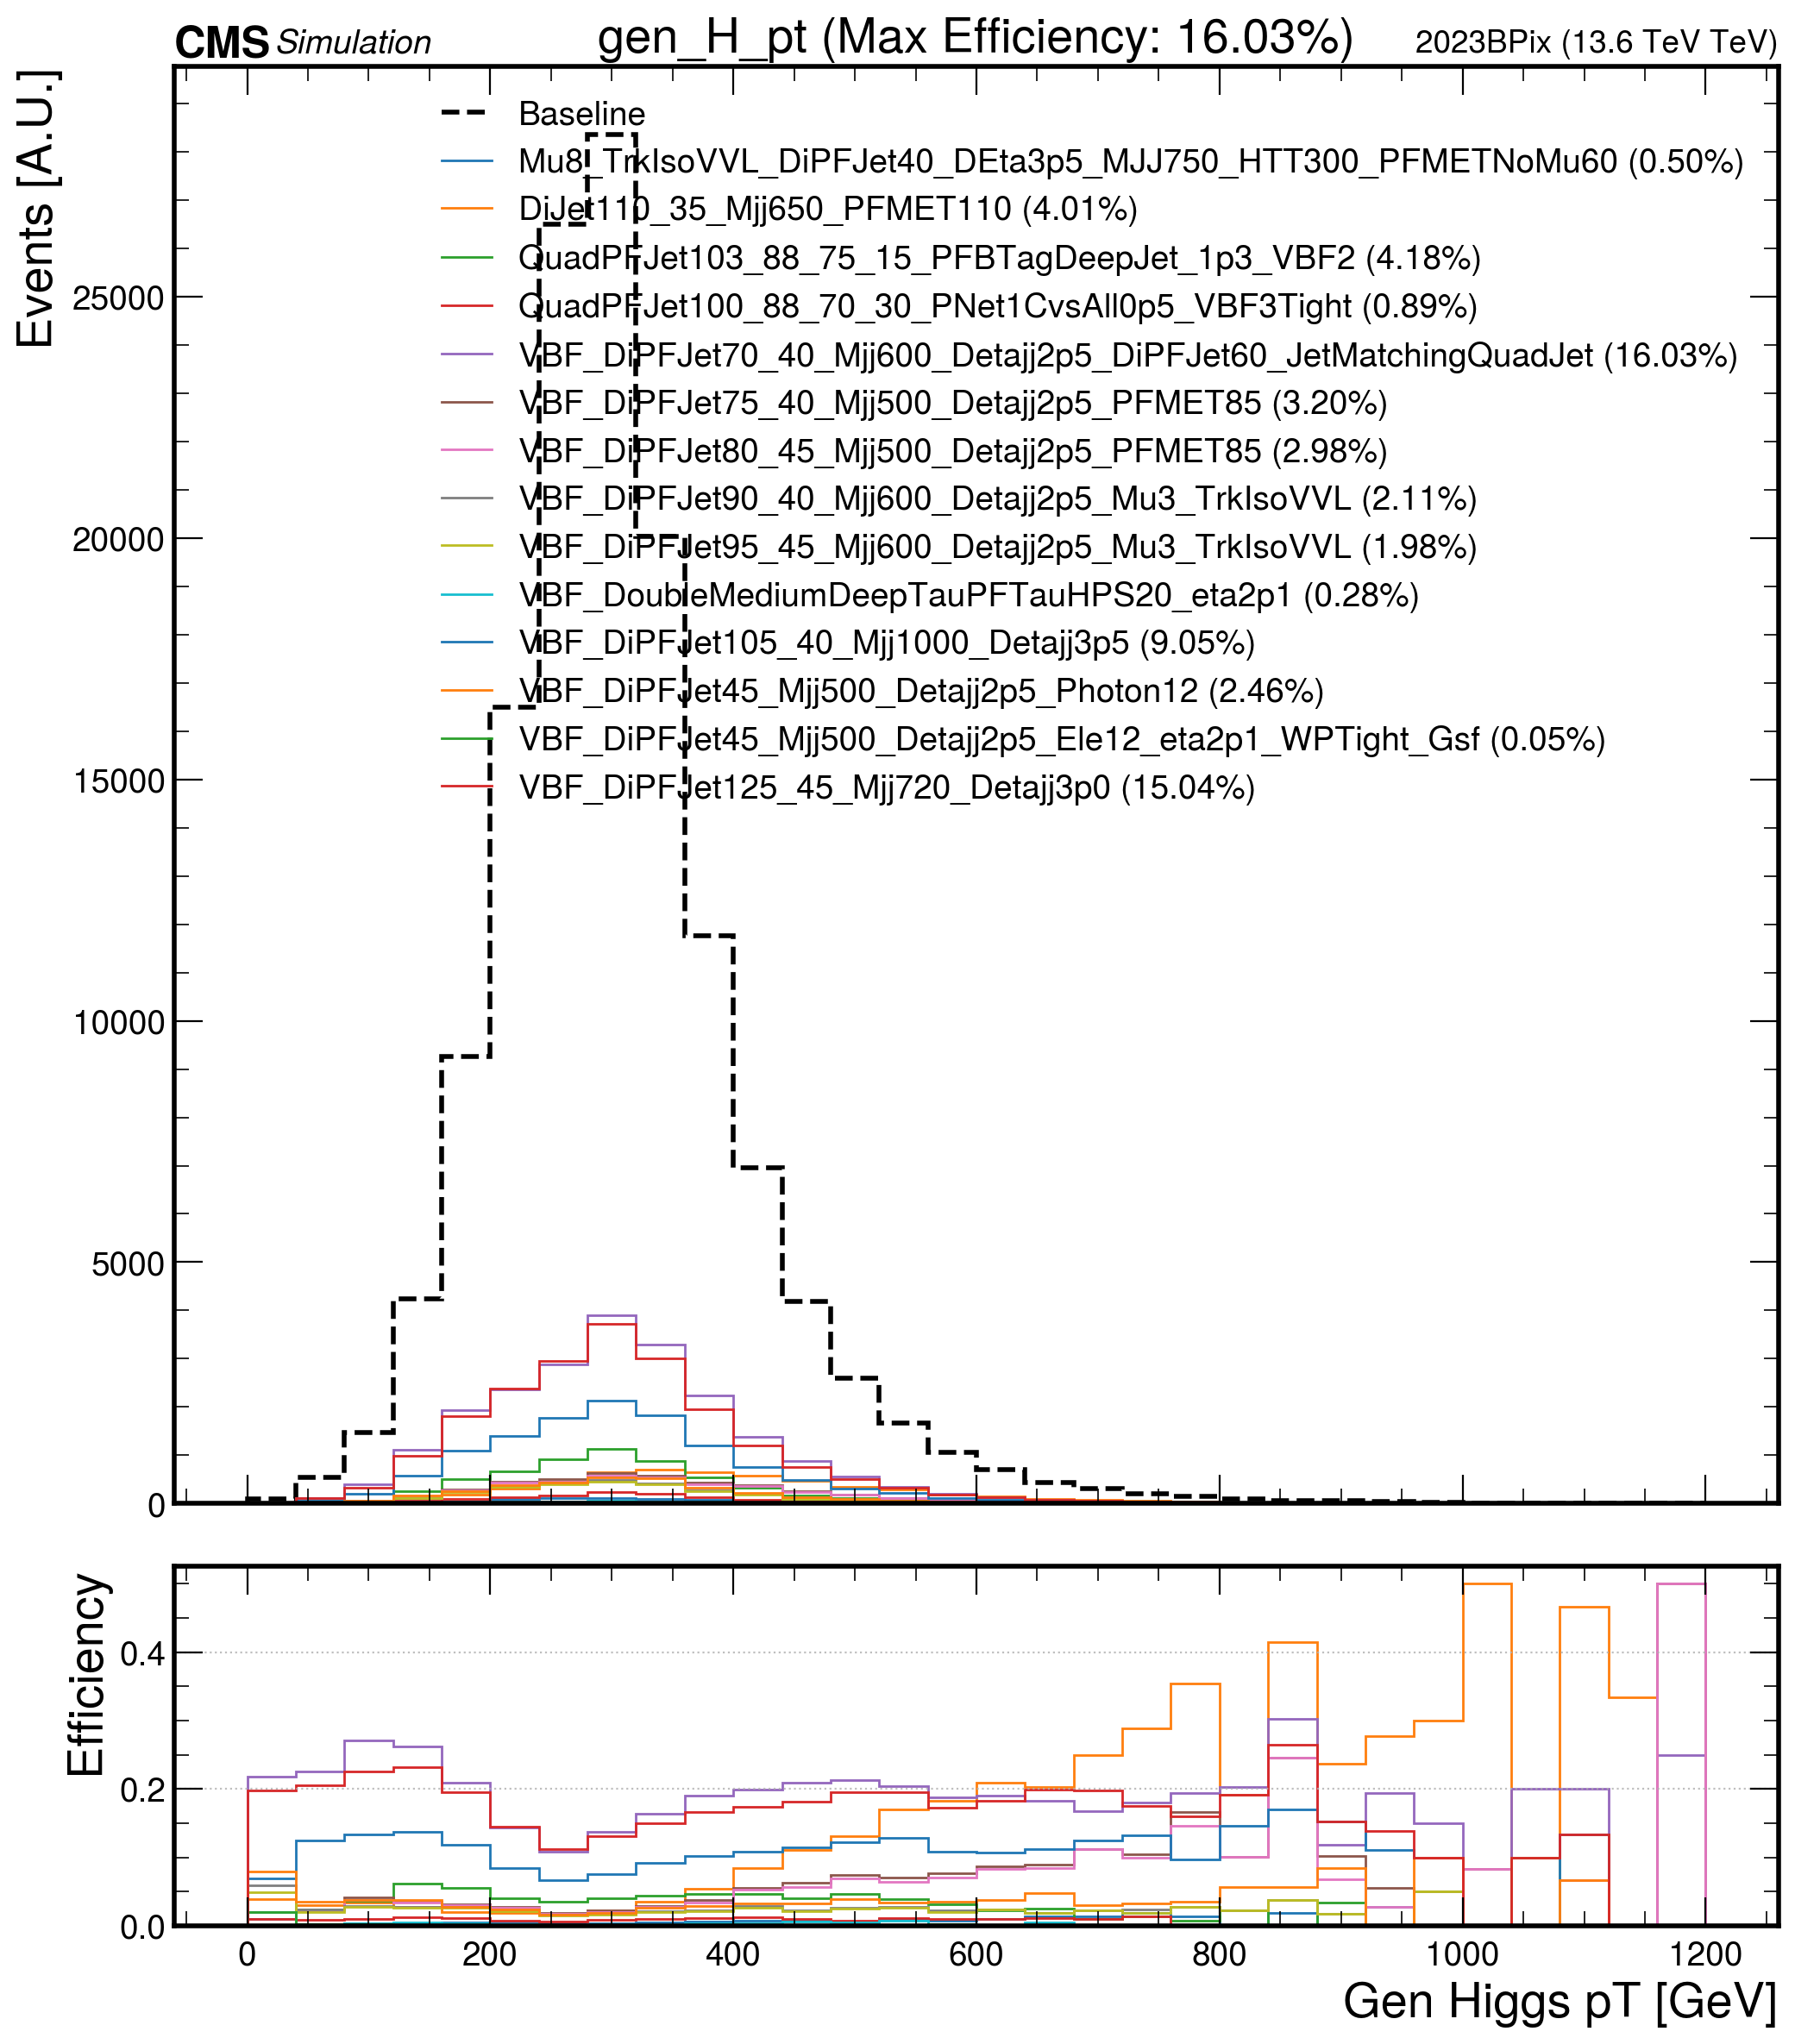 CMS Simulation gen_H_pt (Max Efficiency: 16.03%) 2023BPix (13.6 TeV TeV)
Events [A.U.]
Baseline
Mu8_TrkIsoVVL_DiPFJet40_DEta3p5_MJJ750_HTT300_PFMETNoMu60 (0.50%)
DiJet110_35_Mjj650_PFMET110 (4.01%)
QuadPFJet103_88_75_15_PFBTagDeepJet_1p3_VBF2 (4.18%)
QuadPFJet100_88_70_30_PNet1CvsAll0p5_VBF3Tight (0.89%)
VBF_DiPFJet70_40_Mjj600_Detajj2p5_DiPFJet60_JetMatchingQuadJet (16.03%)
VBF_DiPFJet75_40_Mjj500_Detajj2p5_PFMET85 (3.20%)
VBF_DiPFJet80_45_Mjj500_Detajj2p5_PFMET85 (2.98%)
VBF_DiPFJet90_40_Mjj600_Detajj2p5_Mu3_TrkIsoVVL (2.11%)
VBF_DiPFJet95_45_Mjj600_Detajj2p5_Mu3_TrkIsoVVL (1.98%)
VBF_DoubleMediumDeepTauPFTauHPS20_eta2p1 (0.28%)
VBF_DiPFJet105_40_Mjj1000_Detajj3p5 (9.05%)
VBF_DiPFJet45_Mjj500_Detajj2p5_Photon12 (2.46%)
VBF_DiPFJet45_Mjj500_Detajj2p5_Ele12_eta2p1_WPTight_Gsf (0.05%)
VBF_DiPFJet125_45_Mjj720_Detajj3p0 (15.04%)
25000
20000
15000
10000
5000
0
Efficiency
0.4
0.2
0.0
0 200 400 600 800 1000 1200
Gen Higgs pT [GeV]